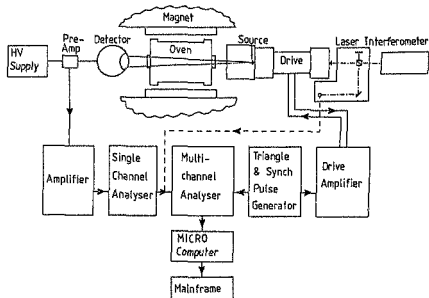 Magnet
Pre-
Amp
Detector
Oven
Source
Drive
Laser Interferometer
HV
Supply
Amplifier
Single
Channel
Analyser
Multi-
channel
Analyser
Triangle
& Synch
Pulse
Generator
Drive
Amplifier
MICRO
Computer
Mainframe